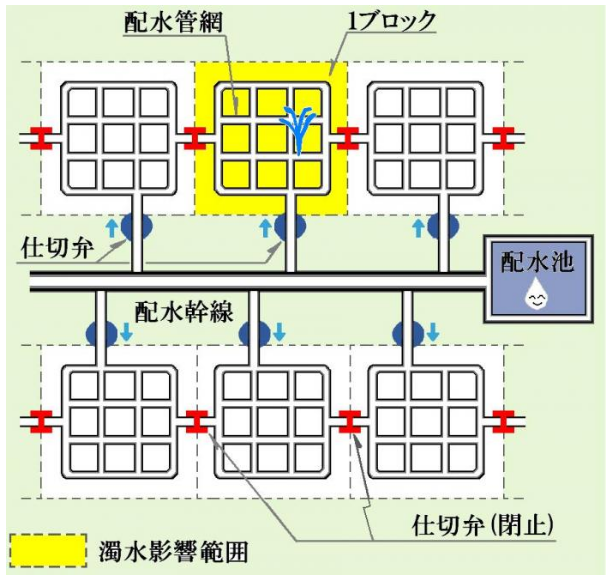 配水管網
1ブロック
仕切弁
配水池
配水幹線
仕切弁(閉止)
濁水影響範囲